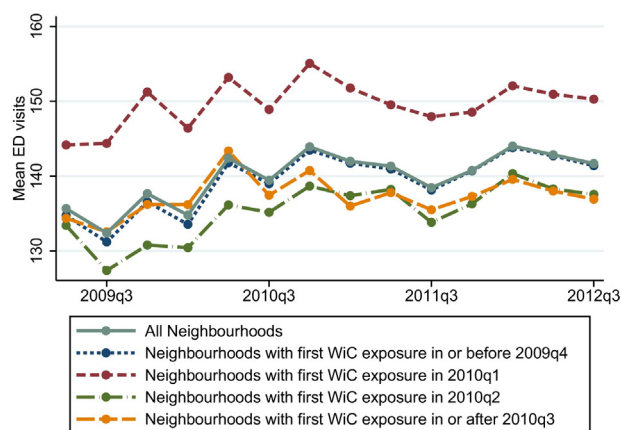 160
150
140
130
Mean ED visits
2009q3 2010q3 2011q3 2012q3
All Neighbourhoods
Neighbourhoods with first WiC exposure in or before 2009q4
Neighbourhoods with first WiC exposure in 2010q1
Neighbourhoods with first WiC exposure in 2010q2
Neighbourhoods with first WiC exposure in or after 2010q3